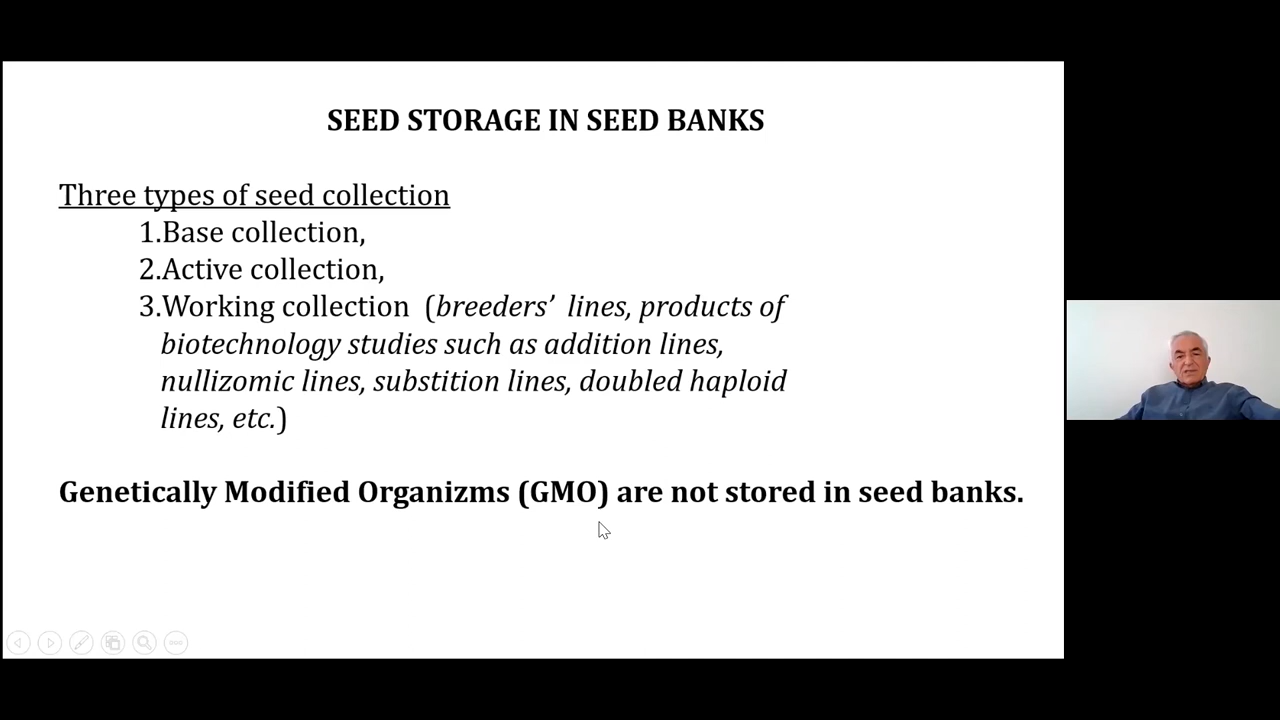 SEED STORAGE IN SEED BANKS
Three types of seed collection
1.Base collection,
2.Active collection,
3.Working collection (breeders’ lines, products of
biotechnology studies such as addition lines,
nullizomic lines, substition lines, doubled haploid
lines, etc.)
Genetically Modified Organizms (GMO) are not stored in seed banks.